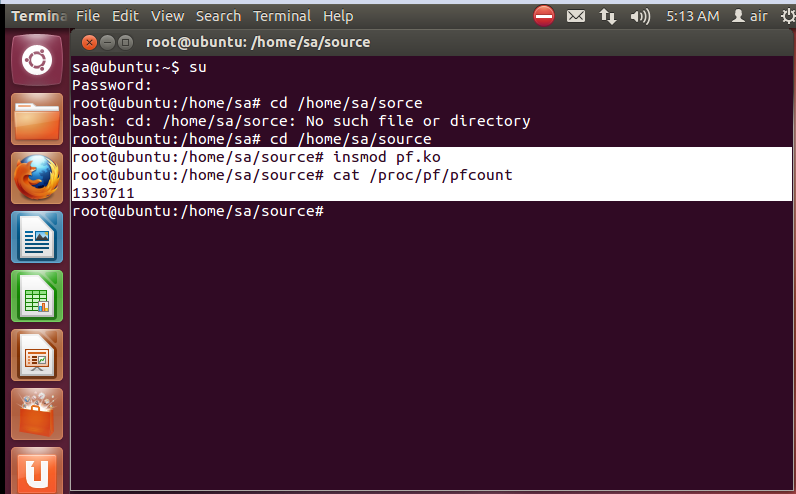 Termina File Edit View Search Terminal Help 5:13 AM air
root@ubuntu: /home/sa/source
sa@ubuntu:~$ su
Password:
root@ubuntu:/home/sa# cd /home/sa/sorce
bash: cd: /home/sa/sorce: No such file or directory
root@ubuntu:/home/sa# cd /home/sa/source
root@ubuntu:/home/sa/source# insmod pf.ko
root@ubuntu:/home/sa/source# cat /proc/pf/pfcount
1330711
root@ubuntu:/home/sa/source#